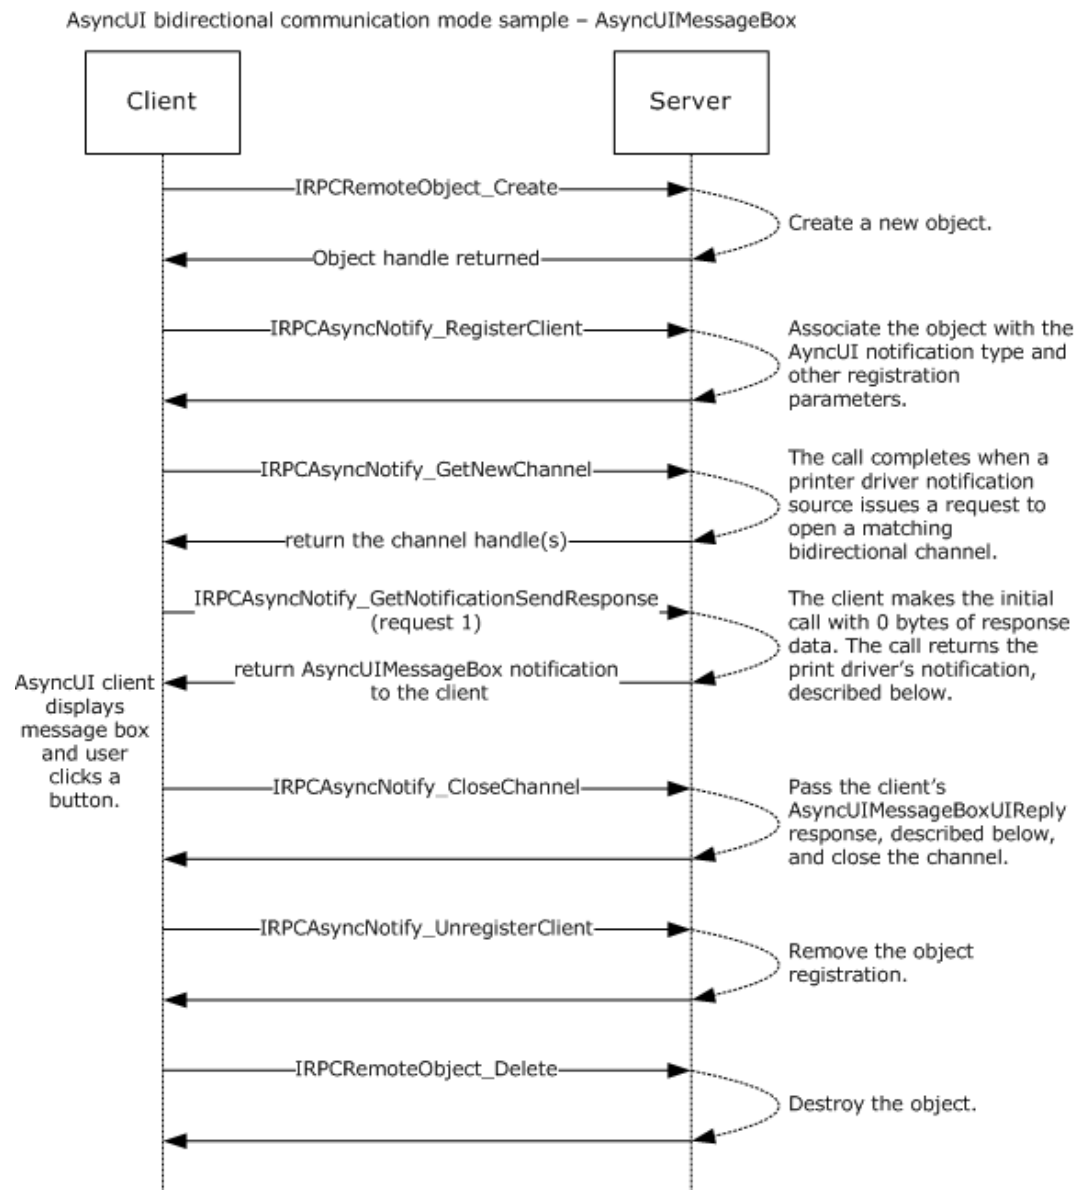 AsyncUI bidirectional communication mode sample – AsyncUIMessageBox
Client
Server
IRPCRemoteObject_Create
Create a new object.
Object handle returned
IRPCAsyncNotify_RegisterClient
Associate the object with the
AyncUI notification type and
other registration
parameters.
IRPCAsyncNotify_GetNewChannel
The call completes when a
printer driver notification
source issues a request to
open a matching
bidirectional channel.
return the channel handle(s)
IRPCAsyncNotify_GetNotificationSendResponse
(request 1)
The client makes the initial
call with 0 bytes of response
data. The call returns the
print driver’s notification,
described below.
return AsyncUIMessageBox notification
to the client
AsyncUI client
displays
message box
and user
clicks a
button.
IRPCAsyncNotify_CloseChannel
Pass the client’s
AsyncUIMessageBoxUIReply
response, described below,
and close the channel.
IRPCAsyncNotify_UnregisterClient
Remove the object
registration.
IRPCRemoteObject_Delete
Destroy the object.